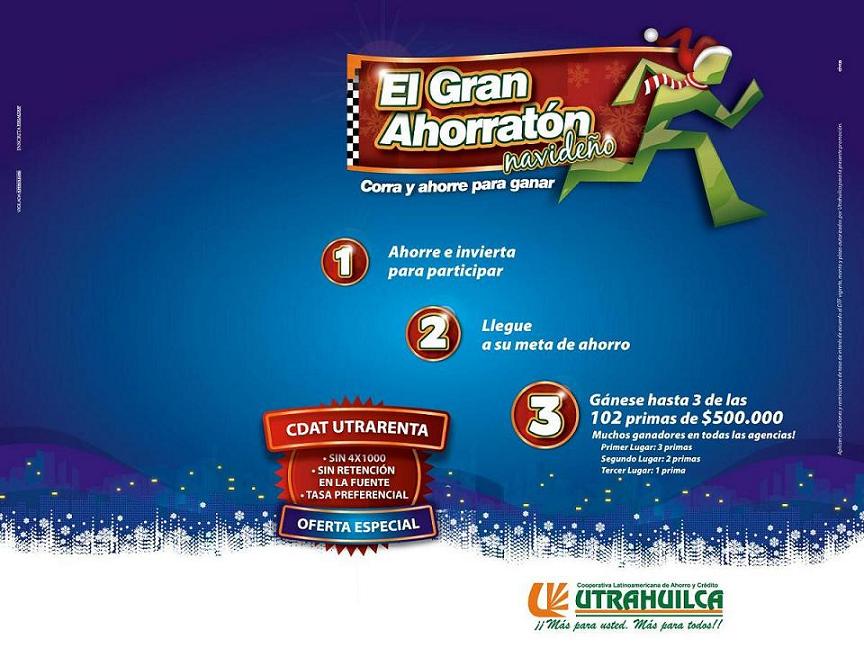 El Gran
Ahorratón
navideño
Corra y ahorre para ganar
1
Ahorre e invierta
para participar
2
Llegue
a su meta de ahorro
3
Gánese hasta 3 de las
102 primas de $500.000
Muchos ganadores en todas las agencias!
Primer Lugar: 3 primas
Segundo Lugar: 2 primas
Tercer Lugar: 1 prima
CDAT UTRARENTA
• SIN 4X1000
• SIN RETENCIÓN
EN LA FUENTE
• TASA PREFERENCIAL
OFERTA ESPECIAL
Cooperativa Latinoamericana de Ahorro y Crédito
UTRAHUILCA
¡¡Más para usted. Más para todos!!